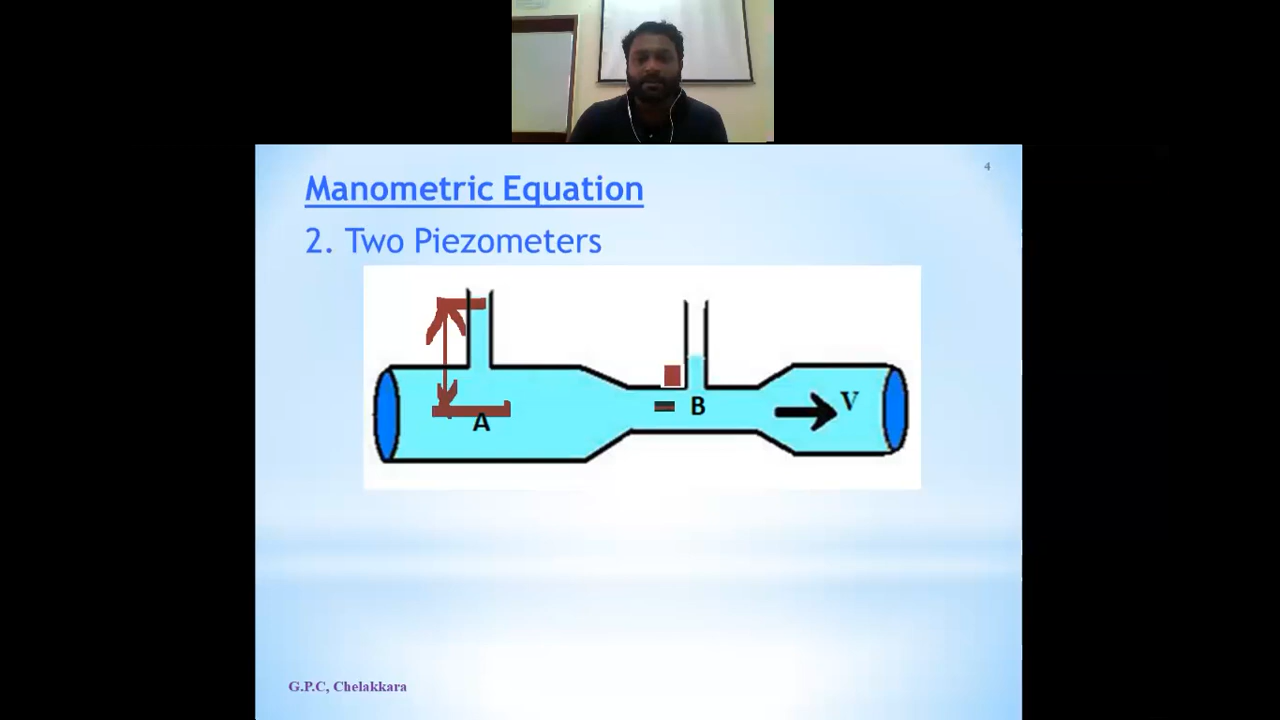 4
Manometric Equation
2. Two Piezometers
A
B
V
G.P.C, Chelakkara